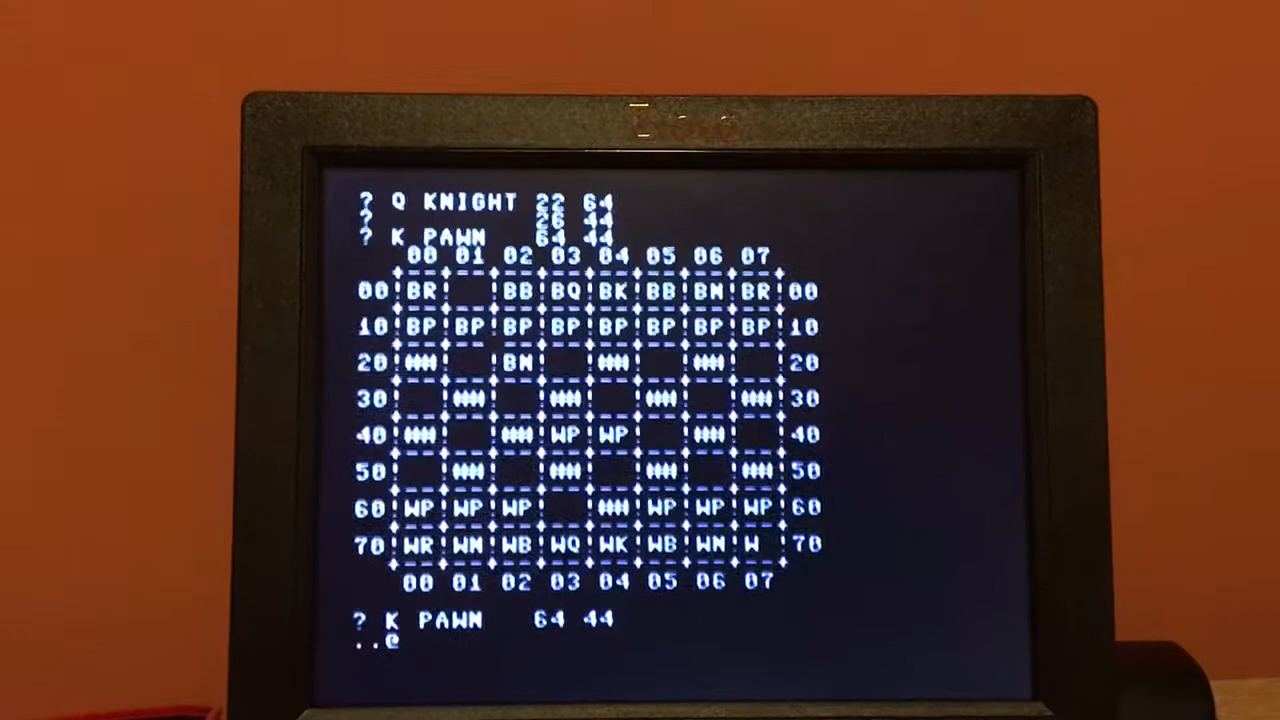 ? Q KNIGHT 22 64
? 26 44
? K PAWN 64 44
00 01 02 03 04 05 06 07
00 BR BB BQ BK BB BN BR 00
10 BP BP BP BP BP BP BP BP 10
20 BN 20
30 30
40 WP WP 40
50 50
60 WP WP WP WP WP WP 60
70 WR WN WB WQ WK WB WN W 70
00 01 02 03 04 05 06 07
? K PAWN 64 44
..@